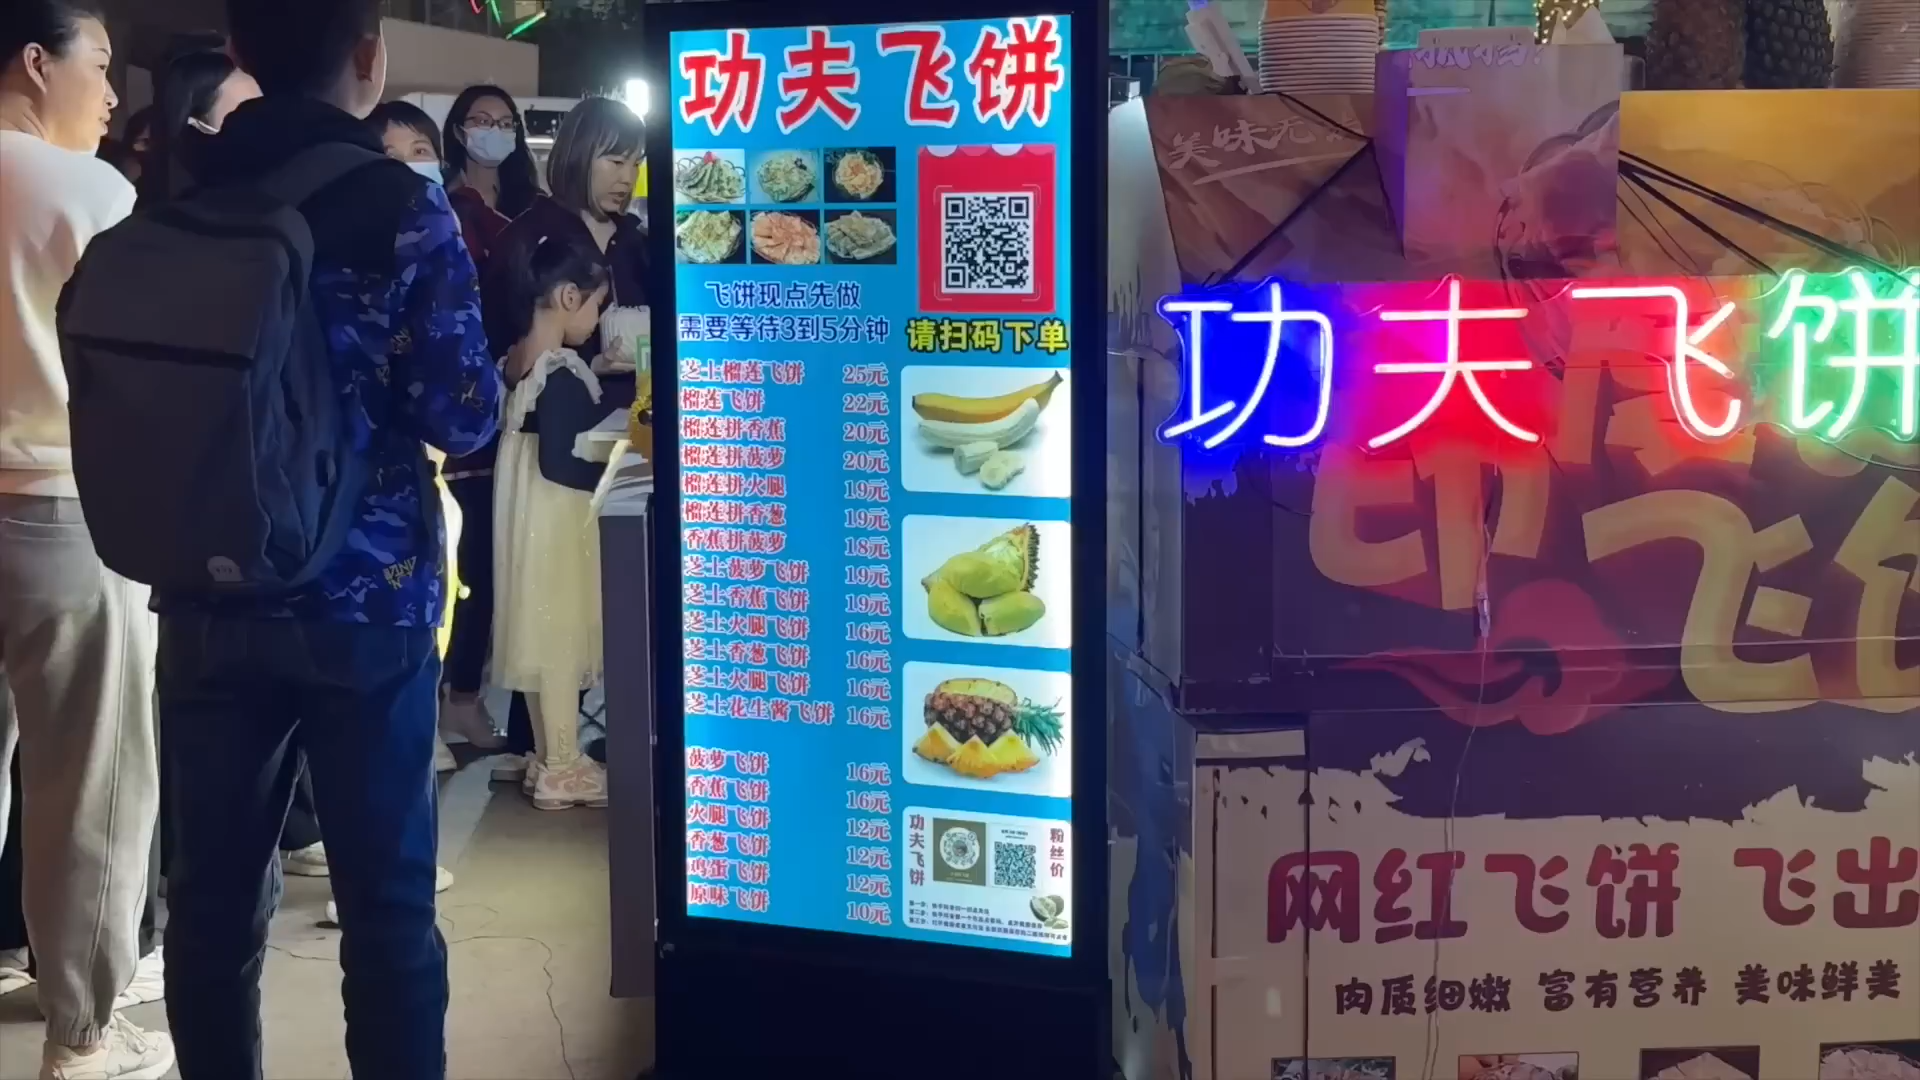 功夫飞饼
飞饼现点先做
需要等待3到5分钟
请扫码下单
芝士榴莲飞饼 25元
榴莲飞饼 22元
榴莲拼香蕉 20元
榴莲拼菠萝 20元
榴莲拼火腿 19元
榴莲拼香葱 19元
香蕉拼菠萝 18元
芝士菠萝飞饼 19元
芝士香蕉飞饼 19元
芝士火腿飞饼 16元
芝士香葱飞饼 16元
芝士火腿飞饼 16元
芝士花生酱飞饼 16元
菠萝飞饼 16元
香蕉飞饼 16元
火腿飞饼 12元
香葱飞饼 12元
鸡蛋飞饼 12元
原味飞饼 10元
功夫飞饼
粉丝价
美味无
功夫飞饼
印
飞饼
网红飞饼 飞出
肉质细嫩 富有营养 美味鲜美